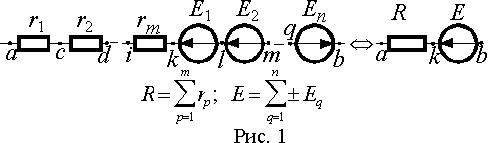 r₁ r₂ rₘ E₁ E₂ Eₙ R E
a c d i k l m q b ⇔ a k b
R = ∑_{p=1}^{m} r_p ; E = ∑_{q=1}^{n} ± E_q
Рис. 1